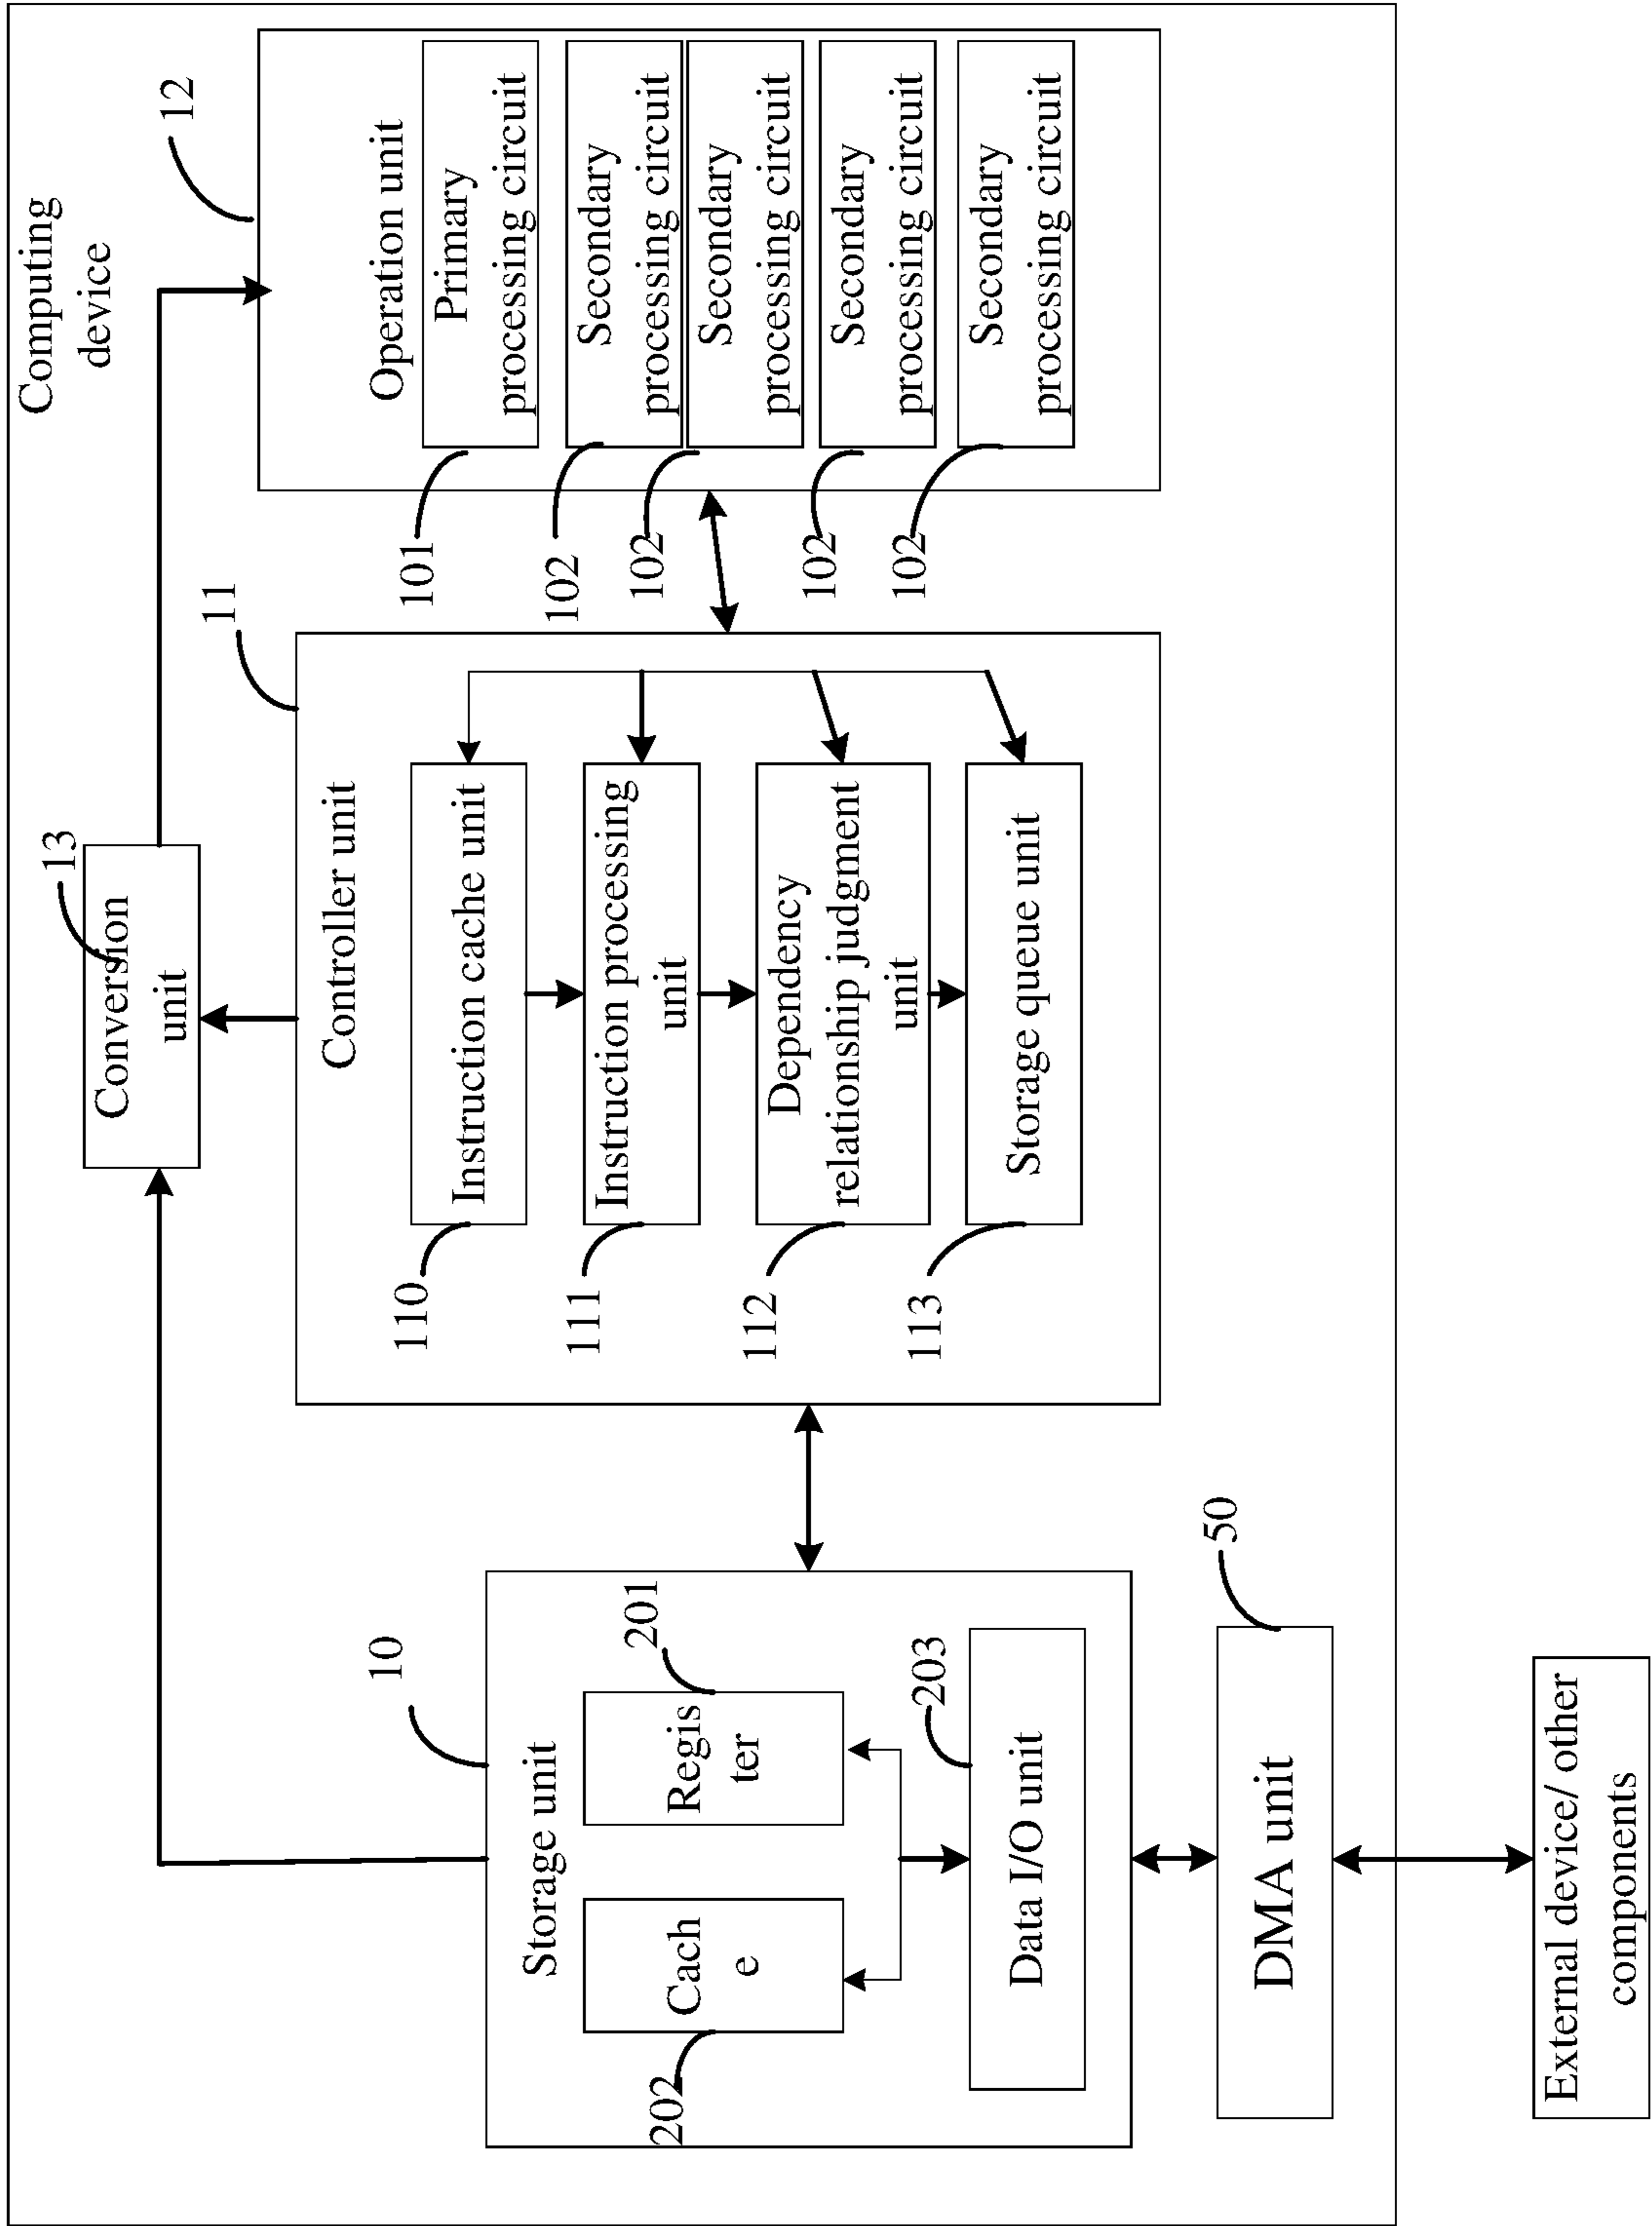 Computing
device
13
Conversion
unit
12
Operation unit
101
Primary
processing circuit
102
Secondary
processing circuit
102
Secondary
processing circuit
102
Secondary
processing circuit
102
Secondary
processing circuit
11
Controller unit
110
Instruction cache unit
111
Instruction processing
unit
112
Dependency
relationship judgment
unit
113
Storage queue unit
10
Storage unit
202
Cach
e
201
Regis
ter
203
Data I/O unit
50
DMA unit
External device/ other
components